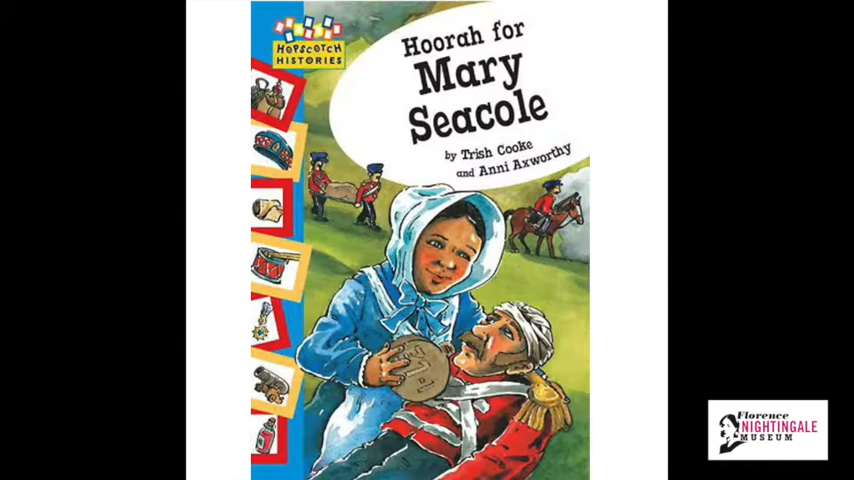 HOPSCOTCH
HISTORIES
Hoorah for
Mary
Seacole
by Trish Cooke
and Anni Axworthy
Florence
NIGHTINGALE
MUSEUM